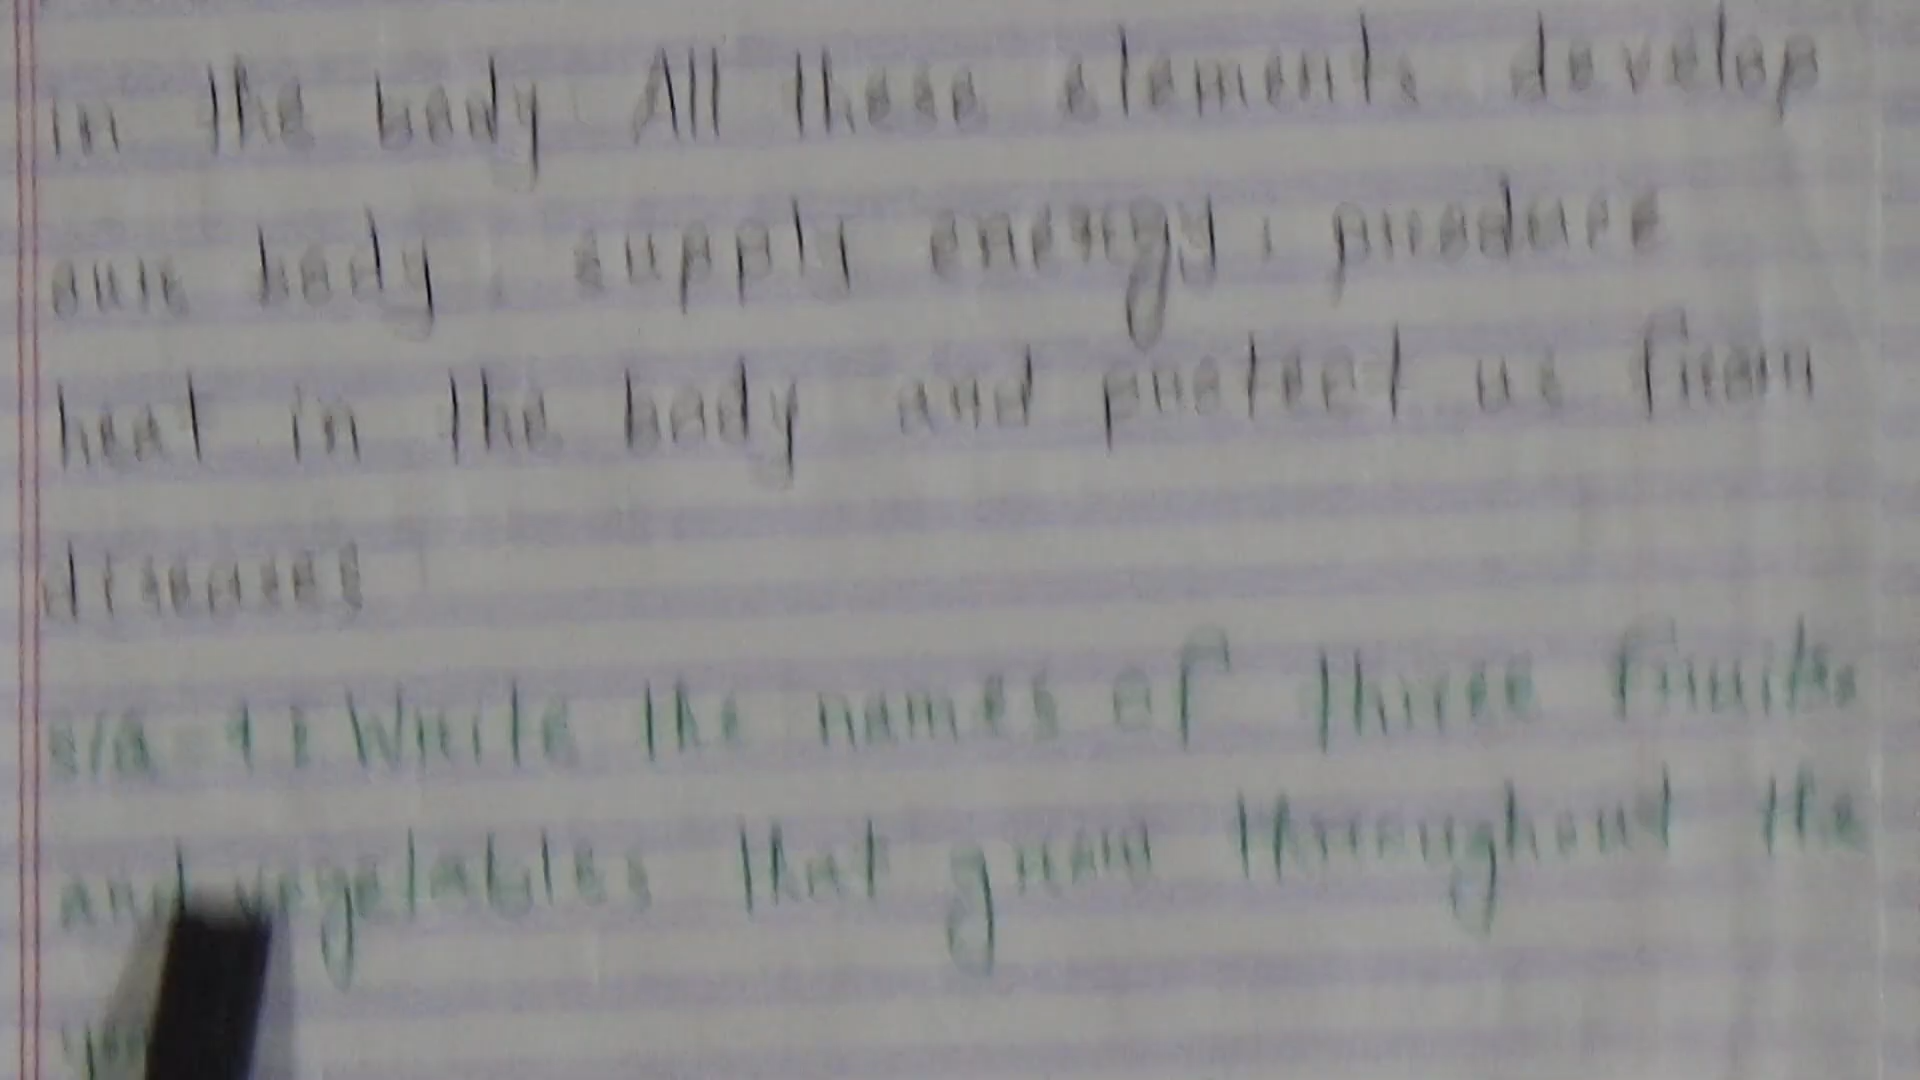 in the body All these elements develop
our body, supply energy, produce
heat in the body and protect us from
diseases
Write the names of three fruits
and vegetables that grow throughout the